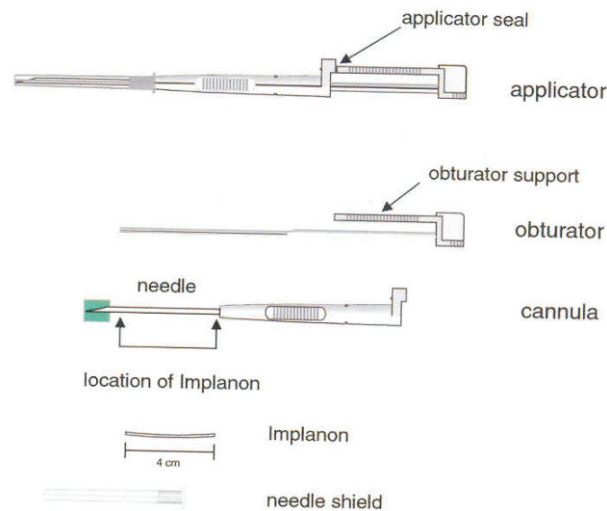 applicator seal
applicator
obturator support
obturator
needle
cannula
location of Implanon
Implanon
4 cm
needle shield